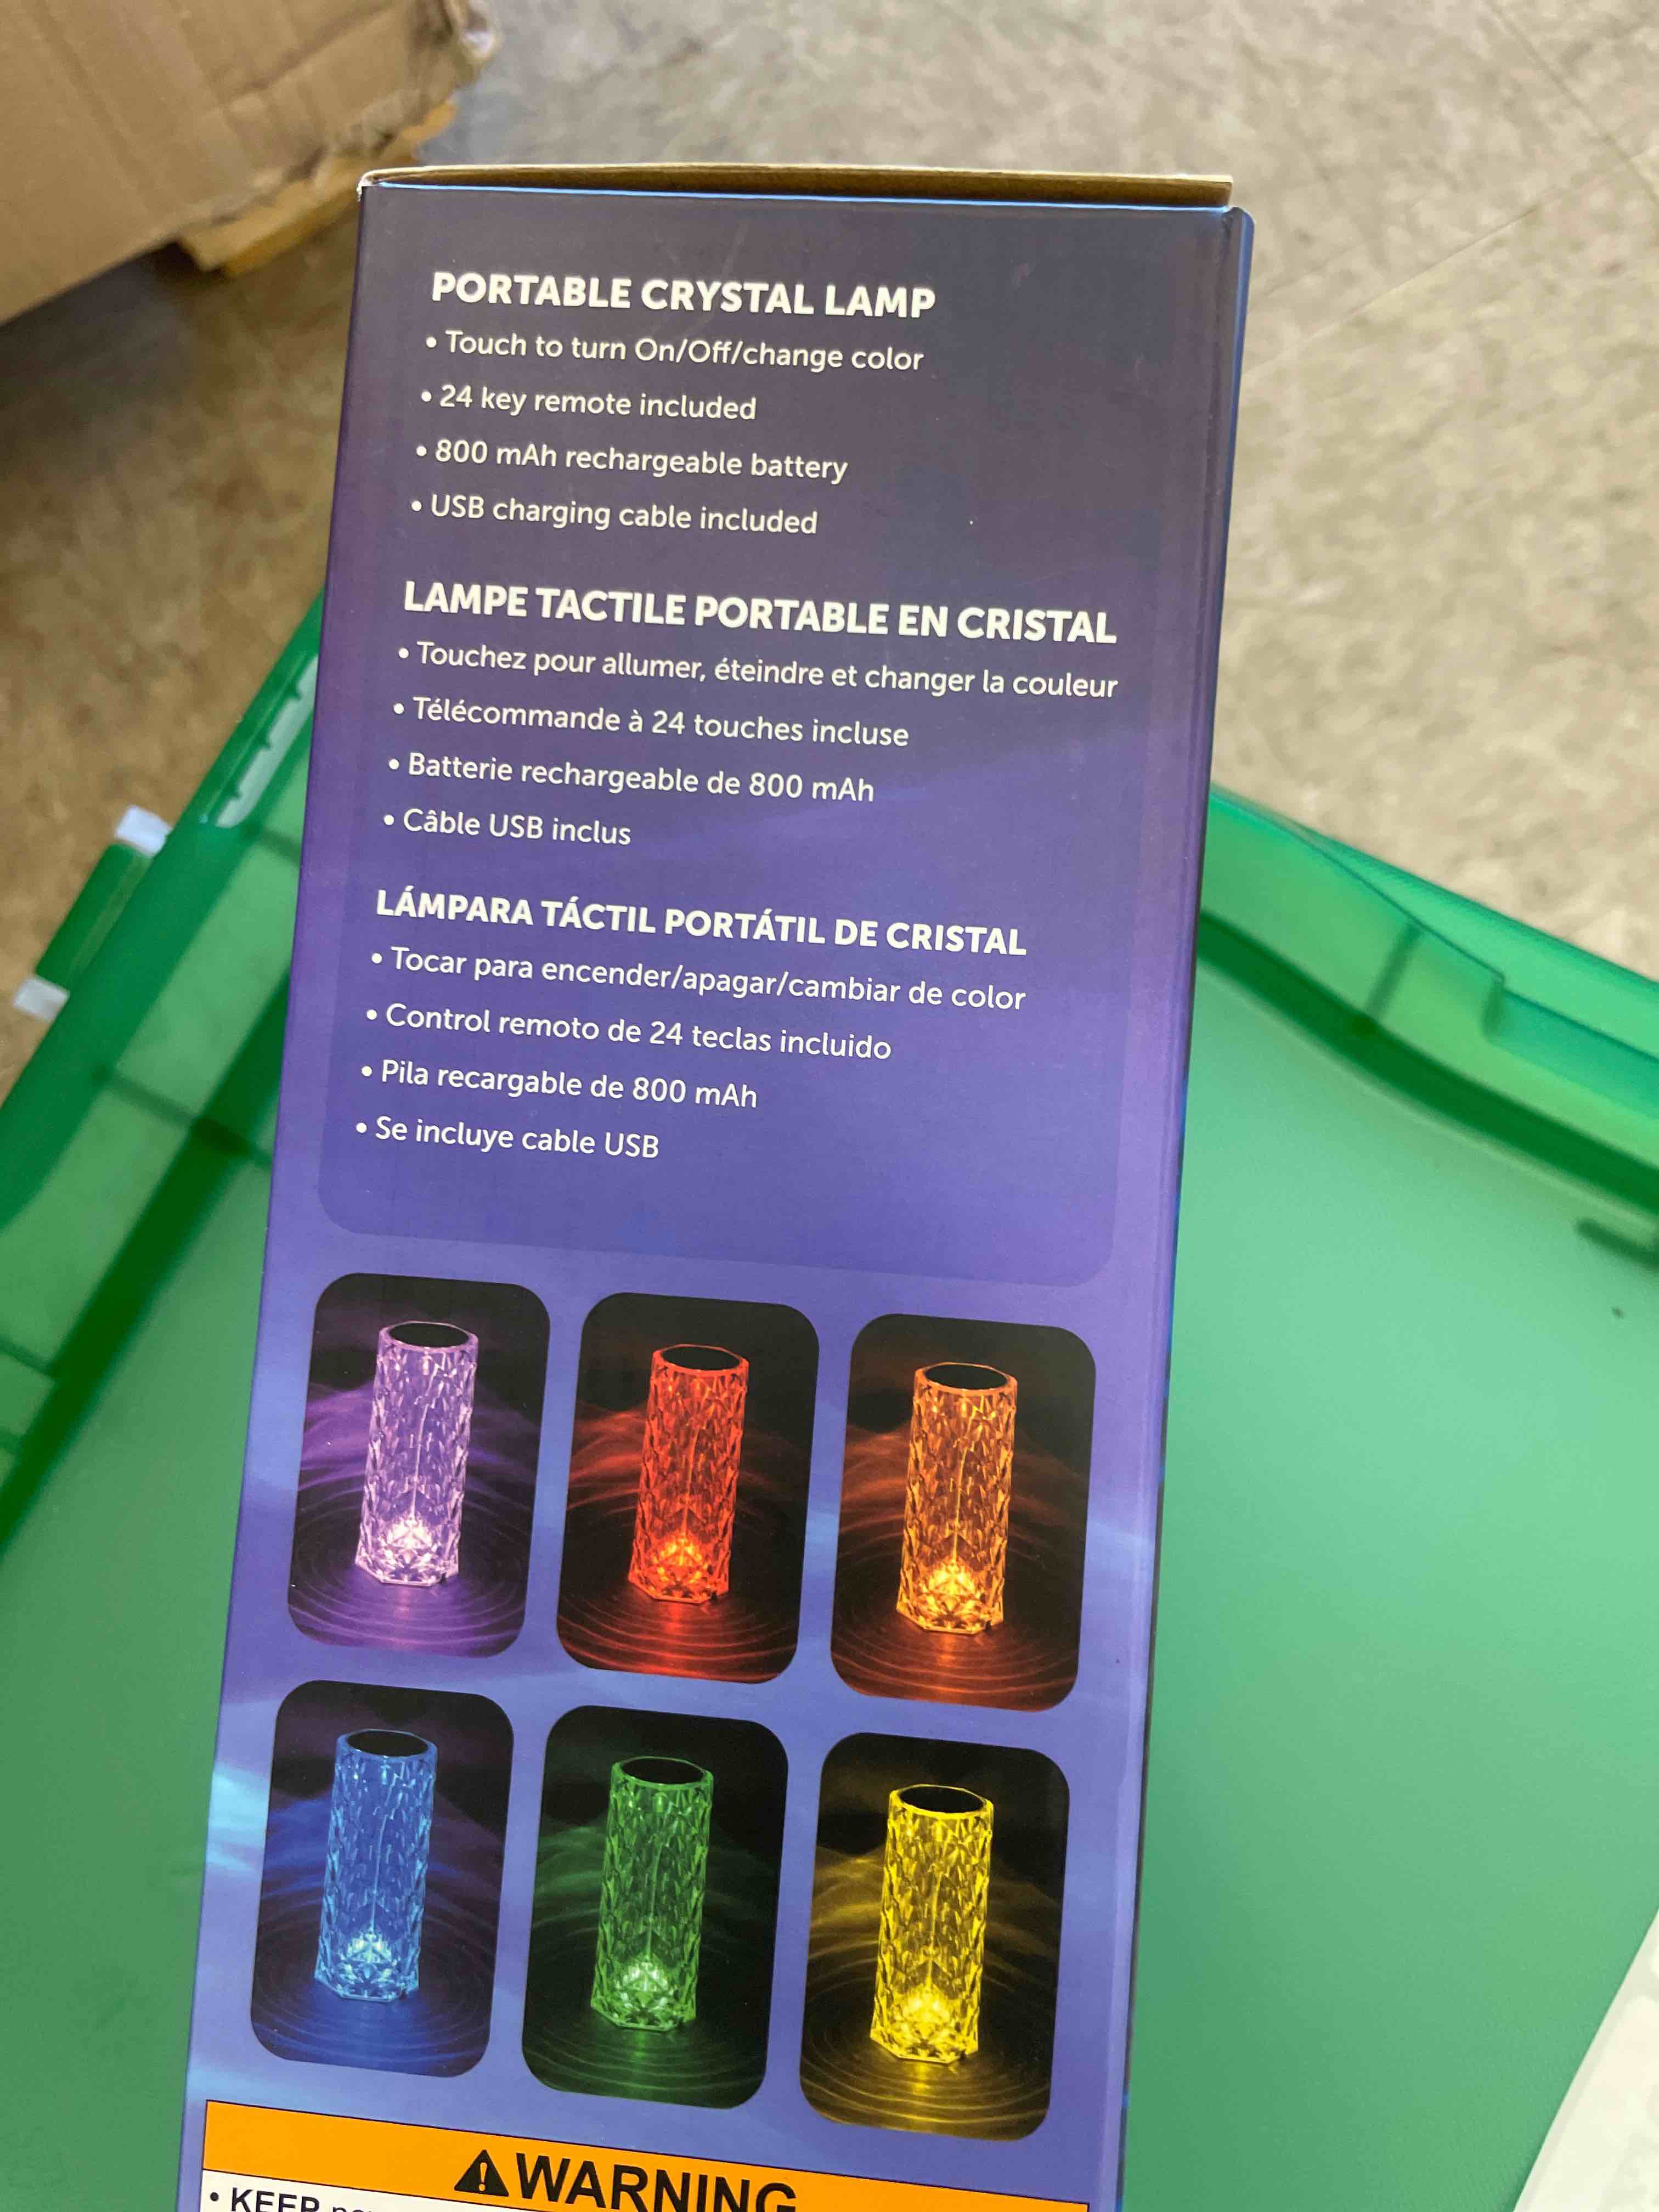 PORTABLE CRYSTAL LAMP
• Touch to turn On/Off/change color
• 24 key remote included
• 800 mAh rechargeable battery
• USB charging cable included
LAMPE TACTILE PORTABLE EN CRISTAL
• Touchez pour allumer, éteindre et changer la couleur
• Télécommande à 24 touches incluse
• Batterie rechargeable de 800 mAh
• Câble USB inclus
LÁMPARA TÁCTIL PORTÁTIL DE CRISTAL
• Tocar para encender/apagar/cambiar de color
• Control remoto de 24 teclas incluido
• Pila recargable de 800 mAh
• Se incluye cable USB
WARNING
• KEEP